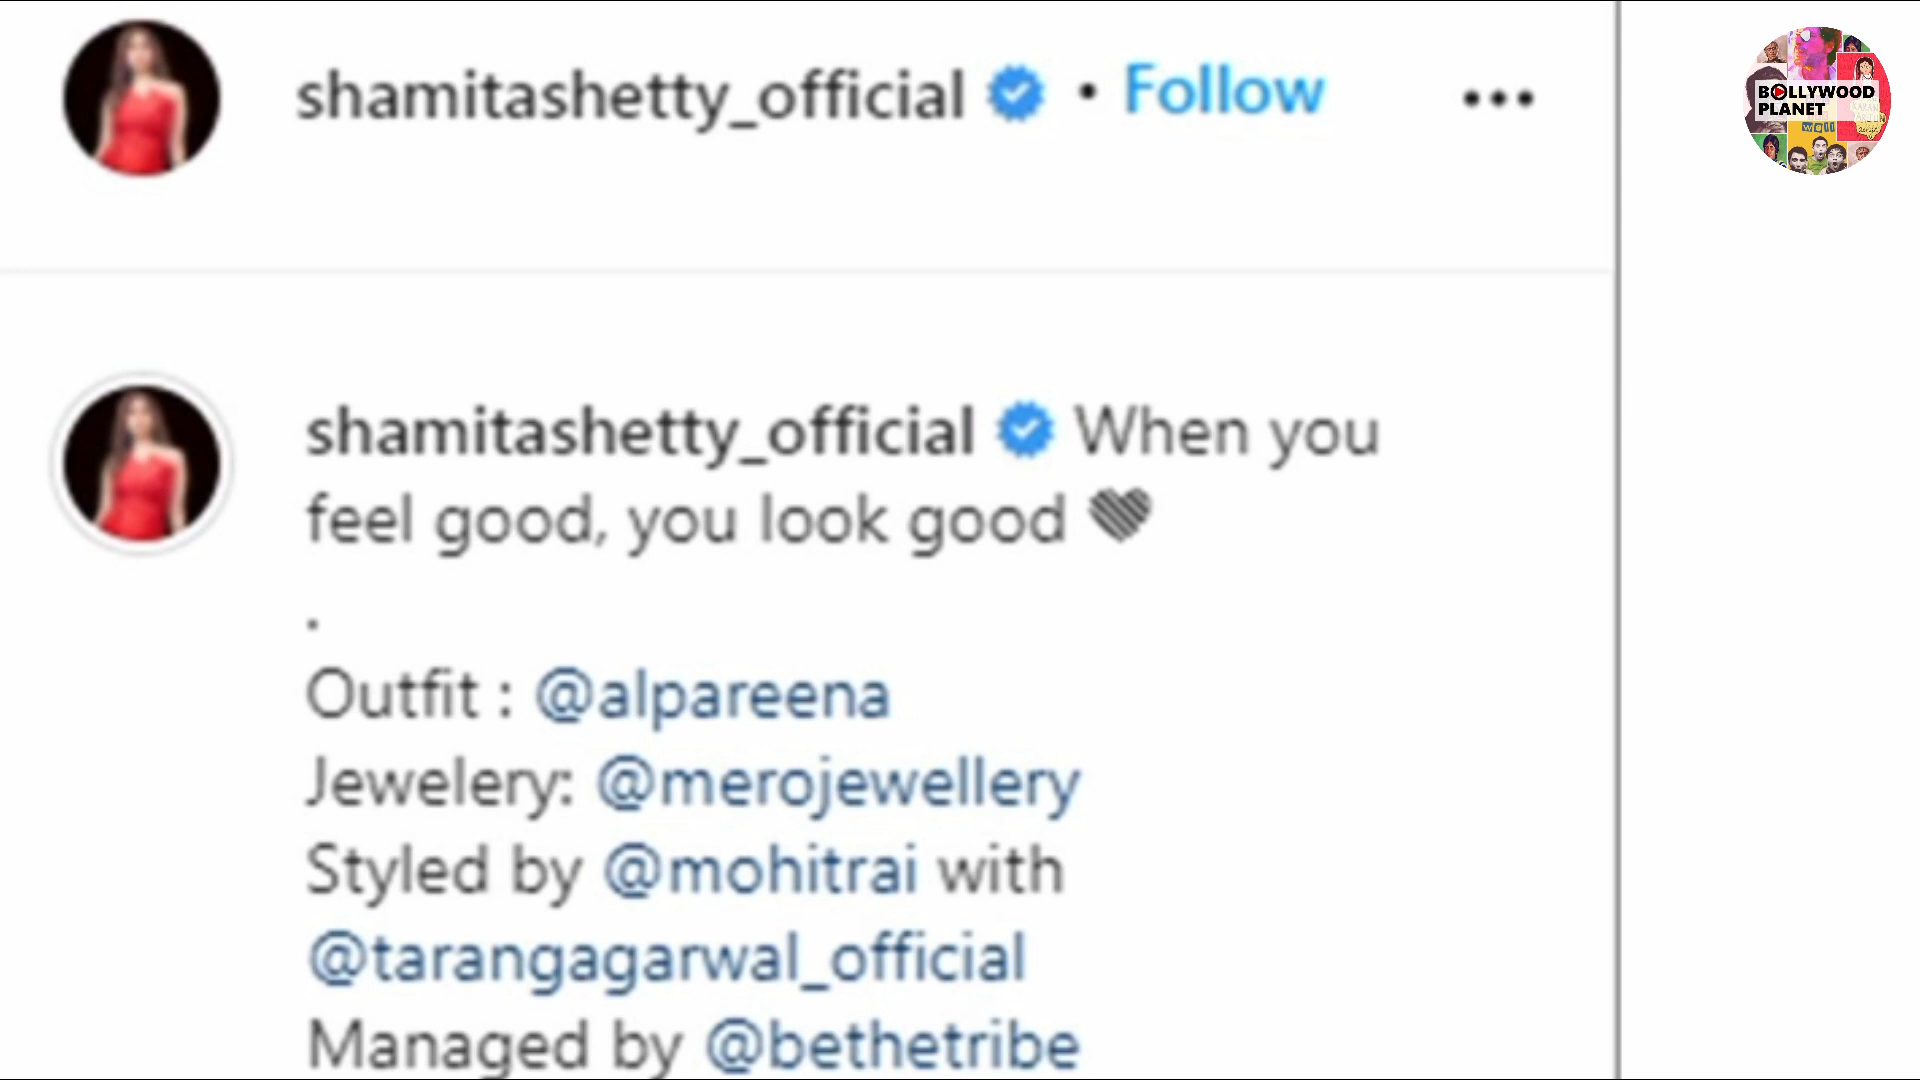 shamitashetty_official • Follow •••
BOLLYWOOD
PLANET
well
shamitashetty_official When you
feel good, you look good
.
Outfit : @alpareena
Jewelery: @merojewellery
Styled by @mohitrai with
@tarangagarwal_official
Managed by @bethetribe